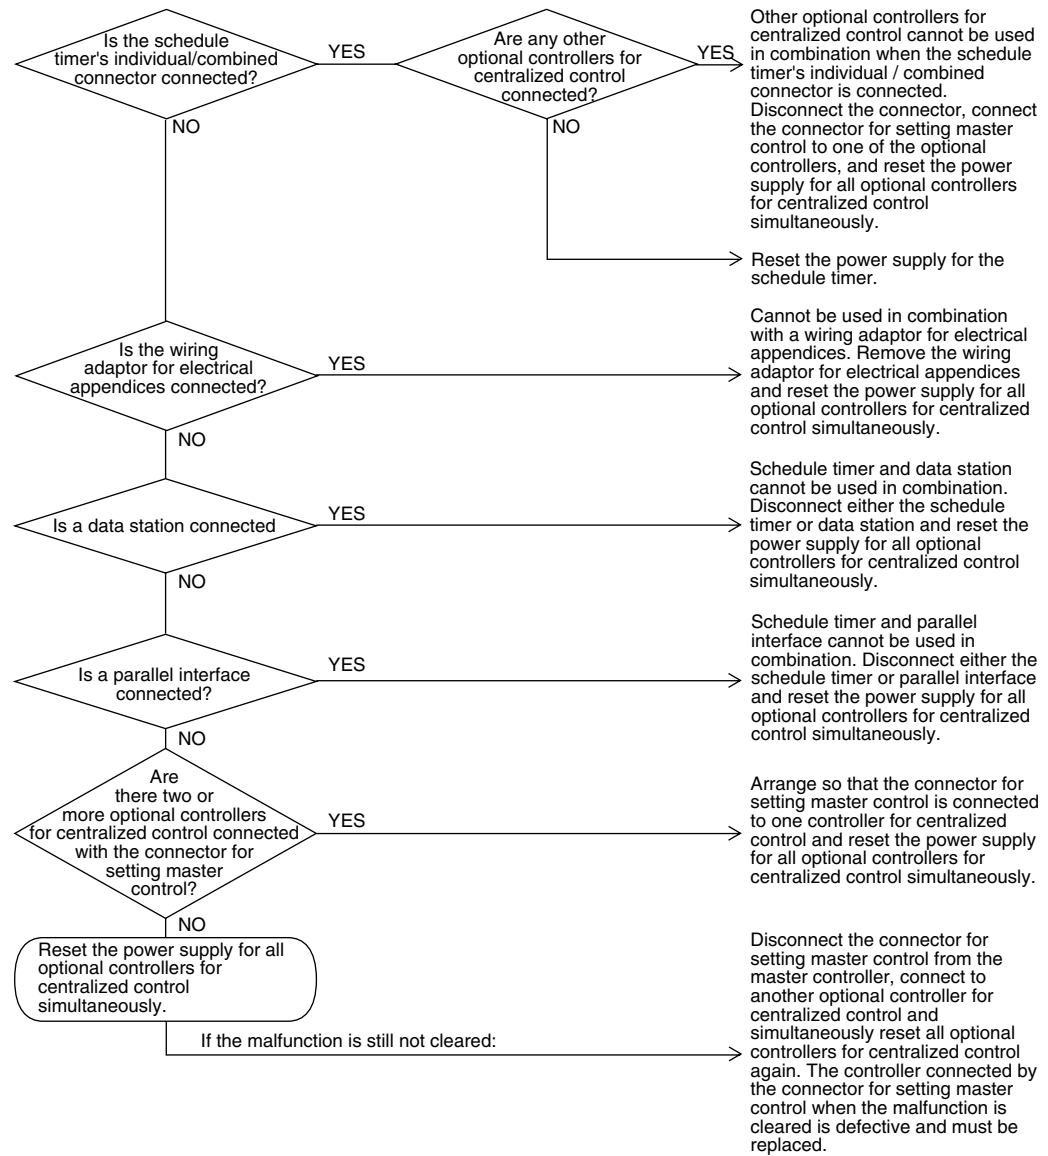 Is the schedule
timer's individual/combined
connector connected?
YES
NO
Are any other
optional controllers for
centralized control
connected?
YES
NO
Other optional controllers for
centralized control cannot be used
in combination when the schedule
timer's individual / combined
connector is connected.
Disconnect the connector, connect
the connector for setting master
control to one of the optional
controllers, and reset the power
supply for all optional controllers
for centralized control
simultaneously.
Reset the power supply for the
schedule timer.
Is the wiring
adaptor for electrical
appendices connected?
YES
NO
Cannot be used in combination
with a wiring adaptor for electrical
appendices. Remove the wiring
adaptor for electrical appendices
and reset the power supply for all
optional controllers for centralized
control simultaneously.
Is a data station connected
YES
NO
Schedule timer and data station
cannot be used in combination.
Disconnect either the schedule
timer or data station and reset the
power supply for all optional
controllers for centralized control
simultaneously.
Is a parallel interface
connected?
YES
NO
Schedule timer and parallel
interface cannot be used in
combination. Disconnect either the
schedule timer or parallel interface
and reset the power supply for all
optional controllers for centralized
control simultaneously.
Are
there two or
more optional controllers
for centralized control connected
with the connector for
setting master
control?
YES
NO
Arrange so that the connector for
setting master control is connected
to one controller for centralized
control and reset the power supply
for all optional controllers for
centralized control simultaneously.
Reset the power supply for all
optional controllers for
centralized control
simultaneously.
If the malfunction is still not cleared:
Disconnect the connector for
setting master control from the
master controller, connect to
another optional controller for
centralized control and
simultaneously reset all optional
controllers for centralized control
again. The controller connected by
the connector for setting master
control when the malfunction is
cleared is defective and must be
replaced.